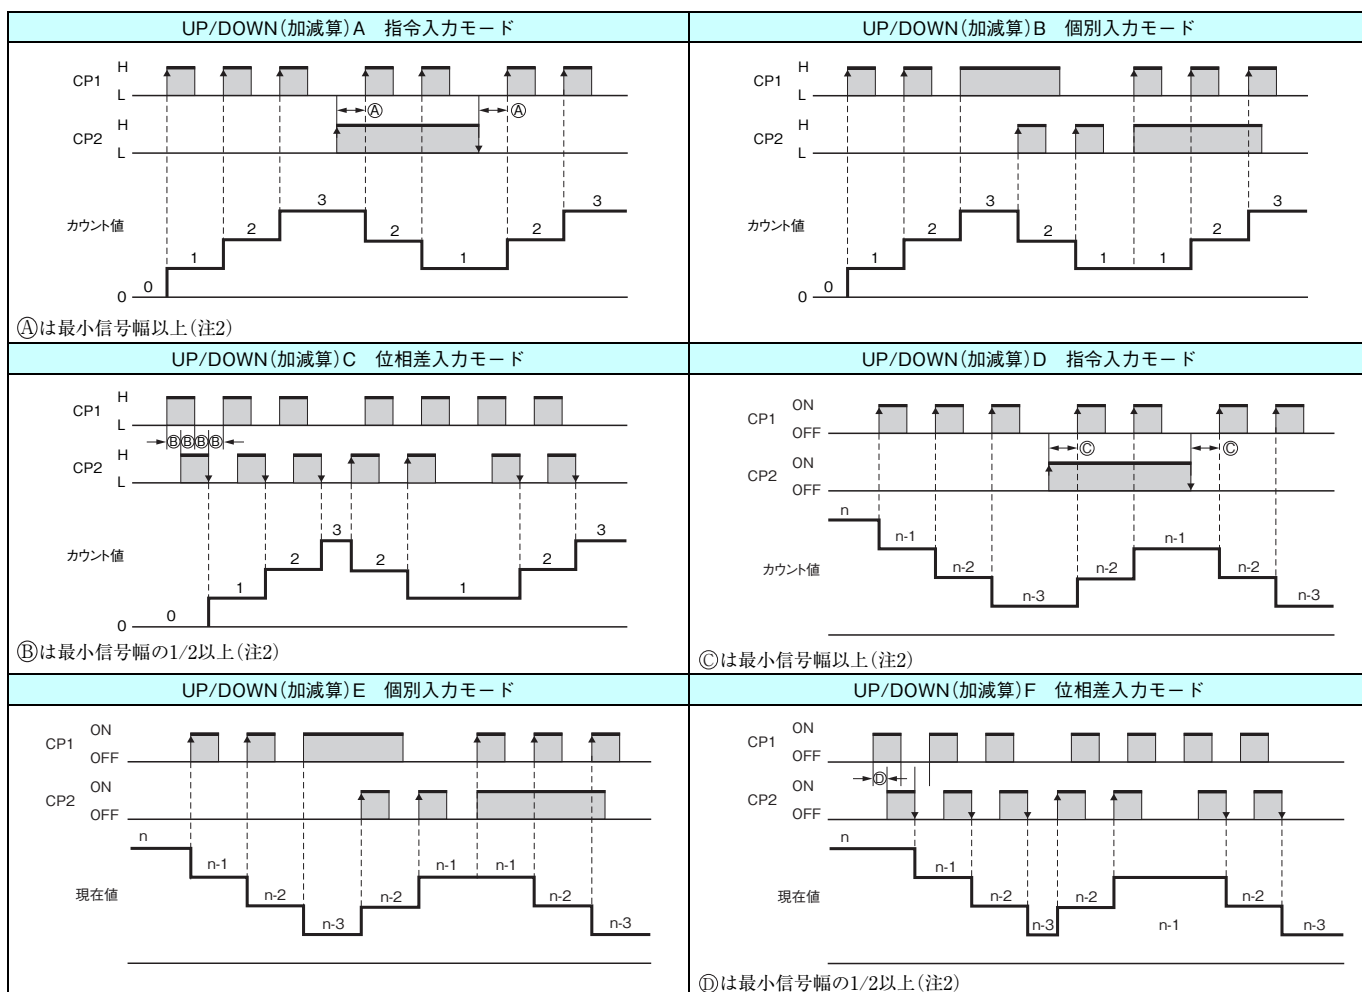 UP/DOWN(加減算)A 指令入力モード
CP1 H
L
Ⓐ Ⓐ
CP2 H
L
カウント値
0 1 2 3 2 1 2 3
0
Ⓐは最小信号幅以上(注2)
UP/DOWN(加減算)B 個別入力モード
CP1 H
L
CP2 H
L
カウント値
0 1 2 3 2 1 1 2 3
0
UP/DOWN(加減算)C 位相差入力モード
CP1 H
L
Ⓑ Ⓑ Ⓑ Ⓑ
CP2 H
L
カウント値
0 1 2 3 2 1 2 3
0
Ⓑは最小信号幅の1/2以上(注2)
UP/DOWN(加減算)D 指令入力モード
CP1 ON
OFF
Ⓒ Ⓒ
CP2 ON
OFF
カウント値
n n-1 n-2 n-3 n-2 n-1 n-2 n-3
Ⓒは最小信号幅以上(注2)
UP/DOWN(加減算)E 個別入力モード
CP1 ON
OFF
CP2 ON
OFF
現在値
n n-1 n-2 n-3 n-2 n-1 n-1 n-2 n-3
UP/DOWN(加減算)F 位相差入力モード
CP1 ON
OFF
Ⓓ
CP2 ON
OFF
現在値
n n-1 n-2 n-3 n-2 n-1 n-2 n-3
Ⓓは最小信号幅の1/2以上(注2)